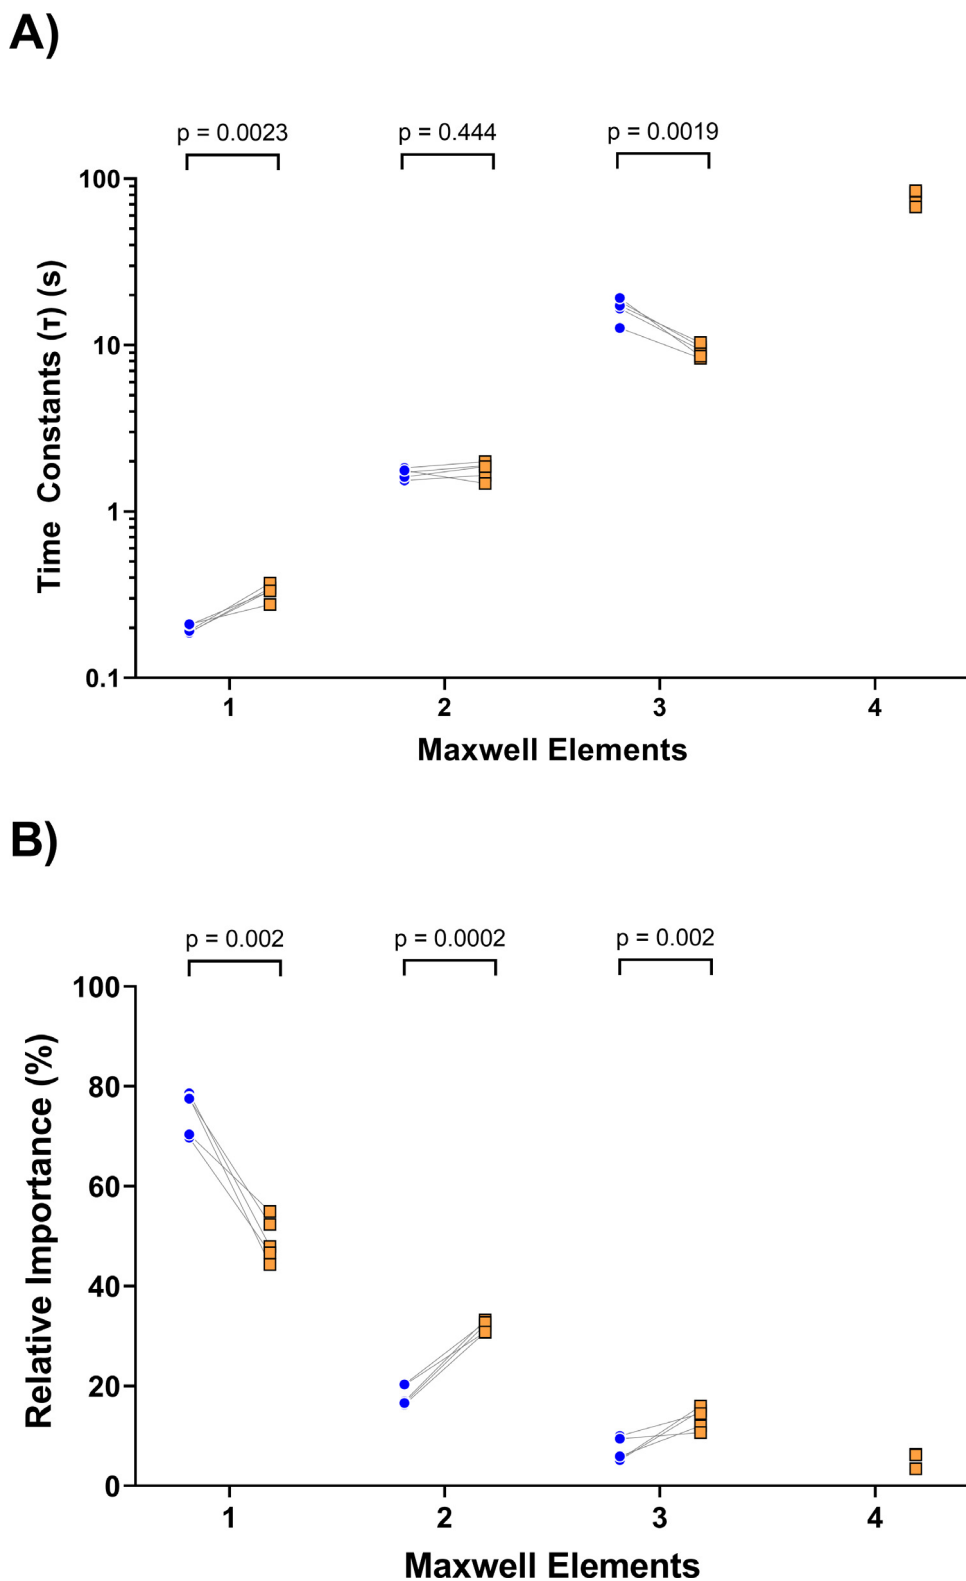 A)
p = 0.0023 p = 0.444 p = 0.0019
100
10
1
0.1
Time Constants (τ) (s)
1 2 3 4
Maxwell Elements
B)
p = 0.002 p = 0.0002 p = 0.002
100
80
60
40
20
0
Relative Importance (%)
1 2 3 4
Maxwell Elements